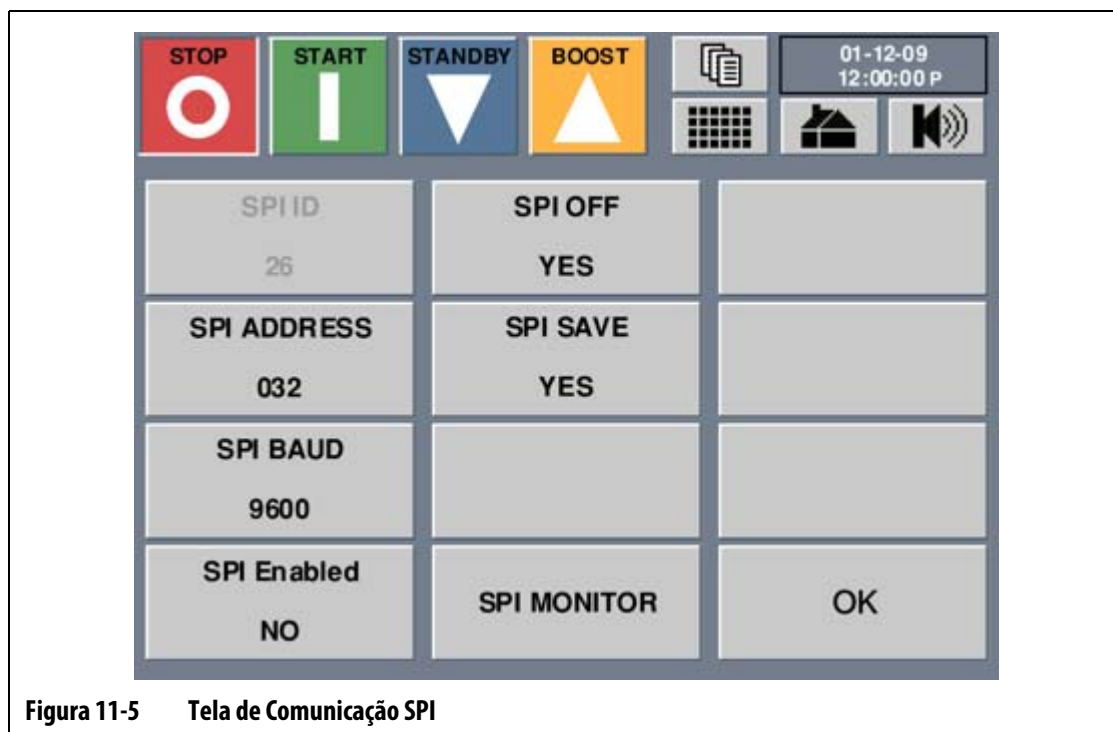 STOP
START
STANDBY
BOOST
01-12-09
12:00:00 P
SPI ID
26
SPI OFF
YES
SPI ADDRESS
032
SPI SAVE
YES
SPI BAUD
9600
SPI Enabled
NO
SPI MONITOR
OK
Figura 11-5 Tela de Comunicação SPI